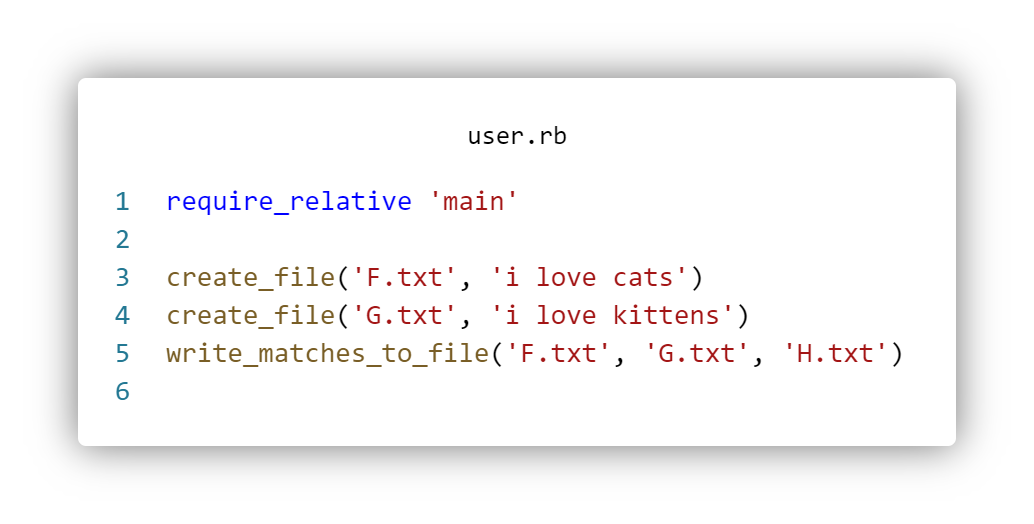 user.rb
1 require_relative 'main'
2
3 create_file('F.txt', 'i love cats')
4 create_file('G.txt', 'i love kittens')
5 write_matches_to_file('F.txt', 'G.txt', 'H.txt')
6